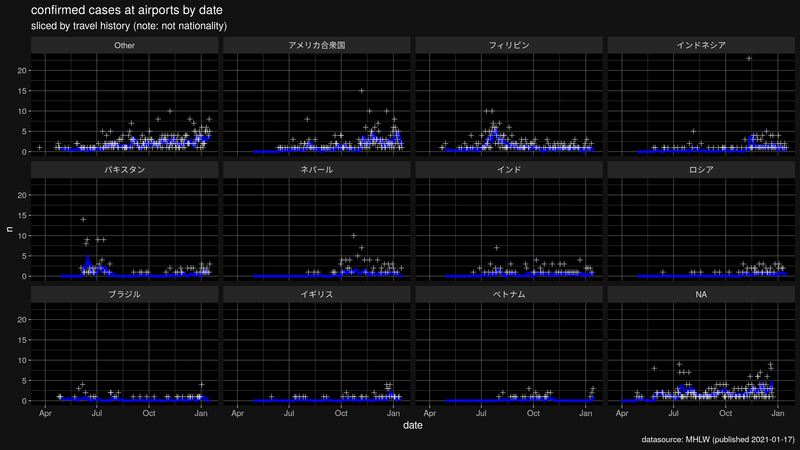 confirmed cases at airports by date
sliced by travel history (note: not nationality)
Other アメリカ合衆国 フィリピン インドネシア
20
15
10
5
0
パキスタン ネパール インド ロシア
20
15
10
5
0
n
ブラジル イギリス ベトナム NA
20
15
10
5
0
Apr Jul Oct Jan Apr Jul Oct Jan Apr Jul Oct Jan Apr Jul Oct Jan
date
datasource: MHLW (published 2021-01-17)